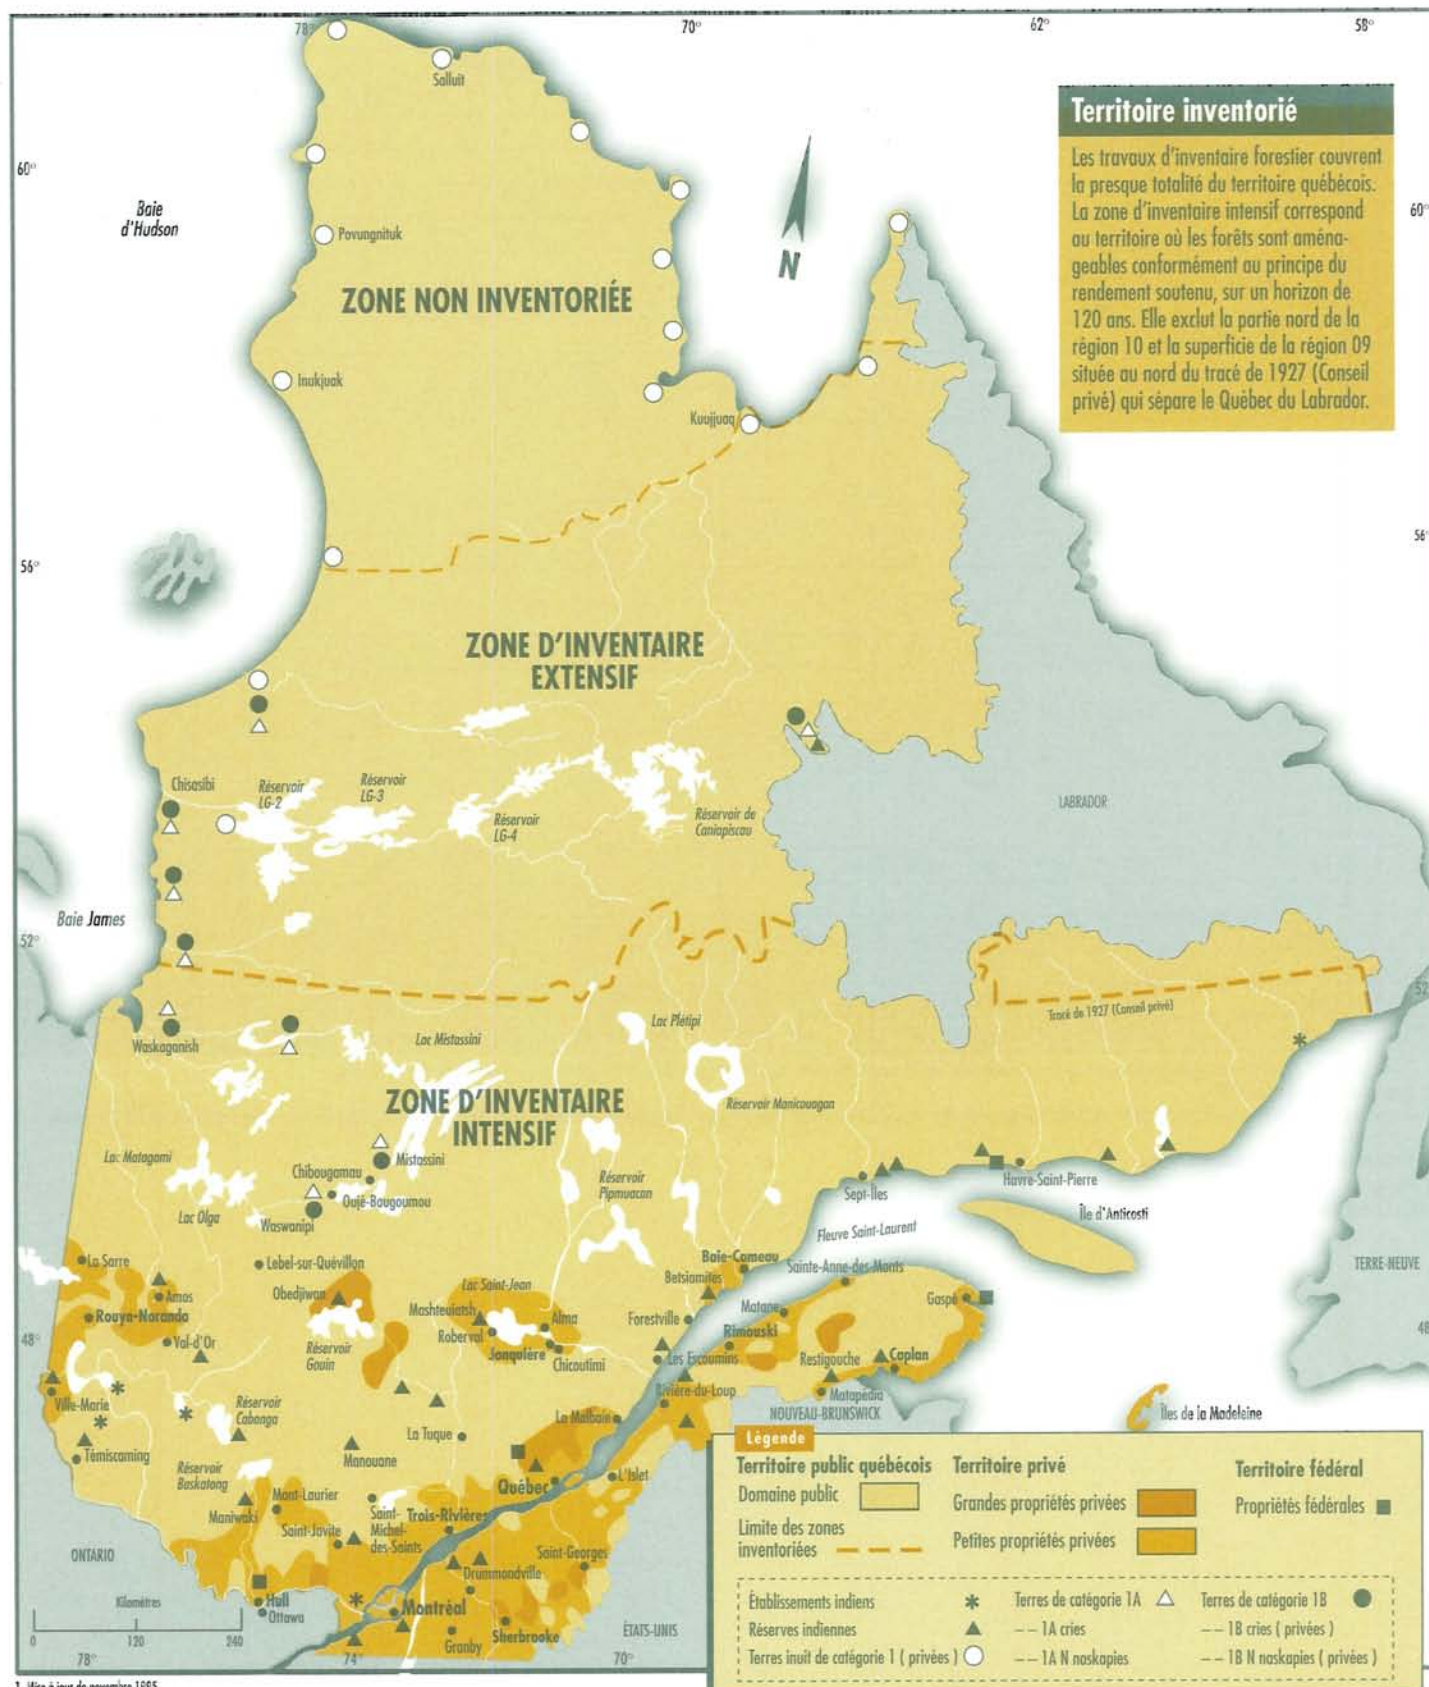 78°
70°
62°
58°
Salluit
Territoire inventorié
Les travaux d'inventaire forestier couvrent
la presque totalité du territoire québécois.
La zone d'inventaire intensif correspond
au territoire où les forêts sont aména-
geables conformément au principe du
rendement soutenu, sur un horizon de
120 ans. Elle exclut la partie nord de la
région 10 et la superficie de la région 09
située au nord du tracé de 1927 (Conseil
privé) qui sépare le Québec du Labrador.
60°
60°
Baie
d'Hudson
Povungnituk
N
ZONE NON INVENTORIÉE
Inukjuak
Kuujjuaq
56°
56°
ZONE D'INVENTAIRE
EXTENSIF
Chisasibi
Réservoir
LG-2
Réservoir
LG-3
Réservoir
LG-4
Réservoir de
Caniapiscau
LABRADOR
Baie James
52°
52
Tracé de 1927 (Conseil privé)
Waskaganish
Lac Mistassini
Lac Plétipi
ZONE D'INVENTAIRE
INTENSIF
Réservoir Manicouagan
Lac Matagami
Mistassini
Chibougamau
Oujé-Bougoumou
Lac Olga
Waswanipi
Réservoir
Pipmuacan
Sept-Îles
Havre-Saint-Pierre
Île d'Anticosti
Fleuve Saint-Laurent
TERRE-NEUVE
La Sarre
Lebel-sur-Quévillon
Baie-Comeau
Betsiamites
Sainte-Anne-des-Monts
Amos
Obedjiwan
Lac Saint-Jean
Mashteuiatsh
Alma
Forestville
Matane
Gaspé
Rouyn-Noranda
Roberval
48°
48
Val-d'Or
Réservoir
Gouin
Jonquière
Chicoutimi
Les Escoumins
Rimouski
Restigouche
Caplan
Ville-Marie
Rivière-du-Loup
Matapédia
Réservoir
Cabonga
La Malbaie
NOUVEAU-BRUNSWICK
Îles de la Madeleine
Témiscaming
La Tuque
Manouane
Réservoir
Baskatong
Québec
L'Islet
Mont-Laurier
Maniwaki
Saint-Jovite
Saint-
Michel-
des-Saints
Trois-Rivières
ONTARIO
Saint-Georges
Drummondville
Kilomètres
0
120
240
Hull
Ottawa
Montréal
Granby
Sherbrooke
ÉTATS-UNIS
78°
74°
70°
Légende
Territoire public québécois
Territoire privé
Territoire fédéral
Domaine public
Grandes propriétés privées
Propriétés fédérales
Limite des zones
inventoriées
Petites propriétés privées
Établissements indiens
Terres de catégorie 1A
Terres de catégorie 1B
Réserves indiennes
-- 1A cries
-- 1B cries ( privées )
Terres inuit de catégorie 1 ( privées )
-- 1A N naskapies
-- 1B N naskapies ( privées )
1. Mise à jour de novembre 1995